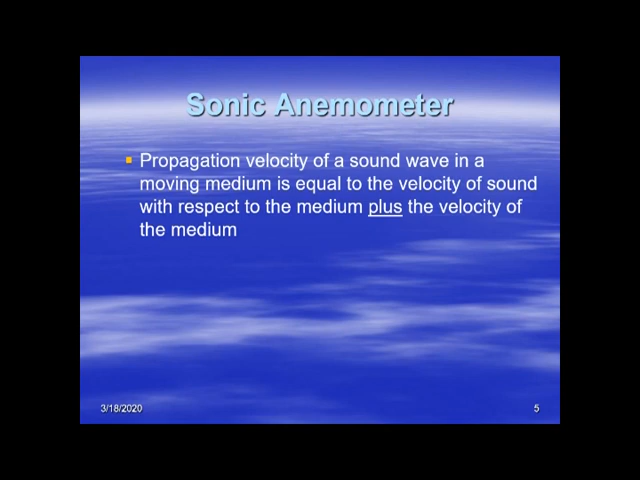 Sonic Anemometer
▪ Propagation velocity of a sound wave in a
moving medium is equal to the velocity of sound
with respect to the medium plus the velocity of
the medium
3/18/2020
5